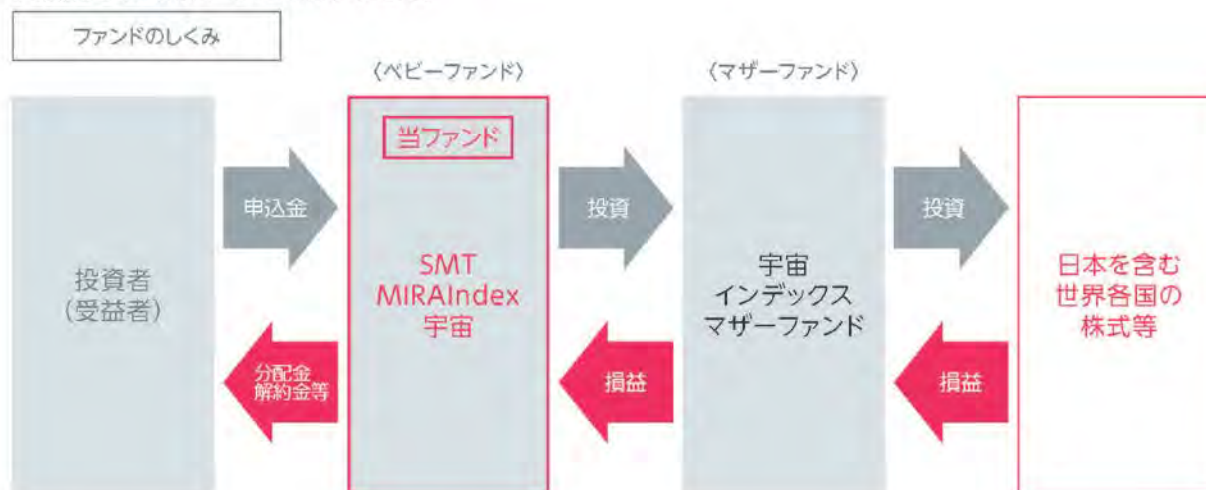 ファンドのしくみ
〈ベビーファンド〉
〈マザーファンド〉
投資者
(受益者)
申込金
分配金
解約金等
当ファンド
SMT
MIRAIndex
宇宙
投資
損益
宇宙
インデックス
マザーファンド
投資
損益
日本を含む
世界各国の
株式等